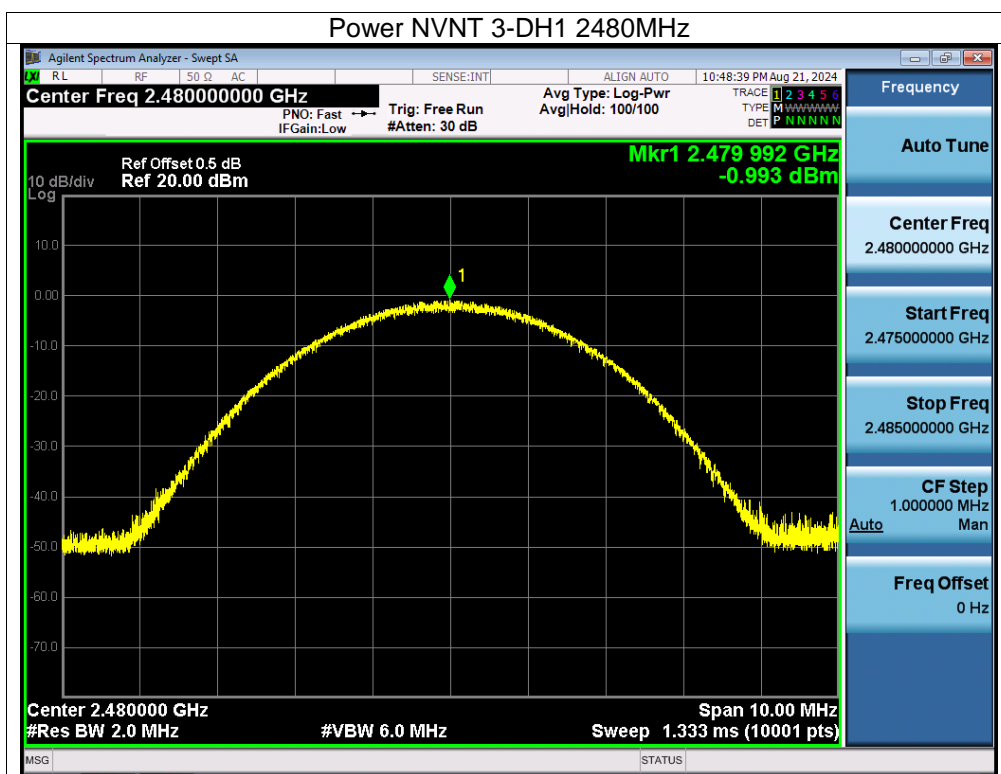 Power NVNT 3-DH1 2480MHz
Agilent Spectrum Analyzer - Swept SA
LXI RL RF 50 Ω AC SENSE:INT ALIGN AUTO 10:48:39 PM Aug 21, 2024
Center Freq 2.480000000 GHz
PNO: Fast
IFGain:Low
Trig: Free Run
#Atten: 30 dB
Avg Type: Log-Pwr
Avg|Hold: 100/100
TRACE 1 2 3 4 5 6
TYPE M WWWWW
DET P N N N N N
Mkr1 2.479 992 GHz
-0.993 dBm
Ref Offset 0.5 dB
10 dB/div Ref 20.00 dBm
Log
10.0
0.00
-10.0
-20.0
-30.0
-40.0
-50.0
-60.0
-70.0
1
Center 2.480000 GHz Span 10.00 MHz
#Res BW 2.0 MHz #VBW 6.0 MHz Sweep 1.333 ms (10001 pts)
MSG STATUS
Frequency
Auto Tune
Center Freq
2.480000000 GHz
Start Freq
2.475000000 GHz
Stop Freq
2.485000000 GHz
CF Step
1.000000 MHz
Auto Man
Freq Offset
0 Hz